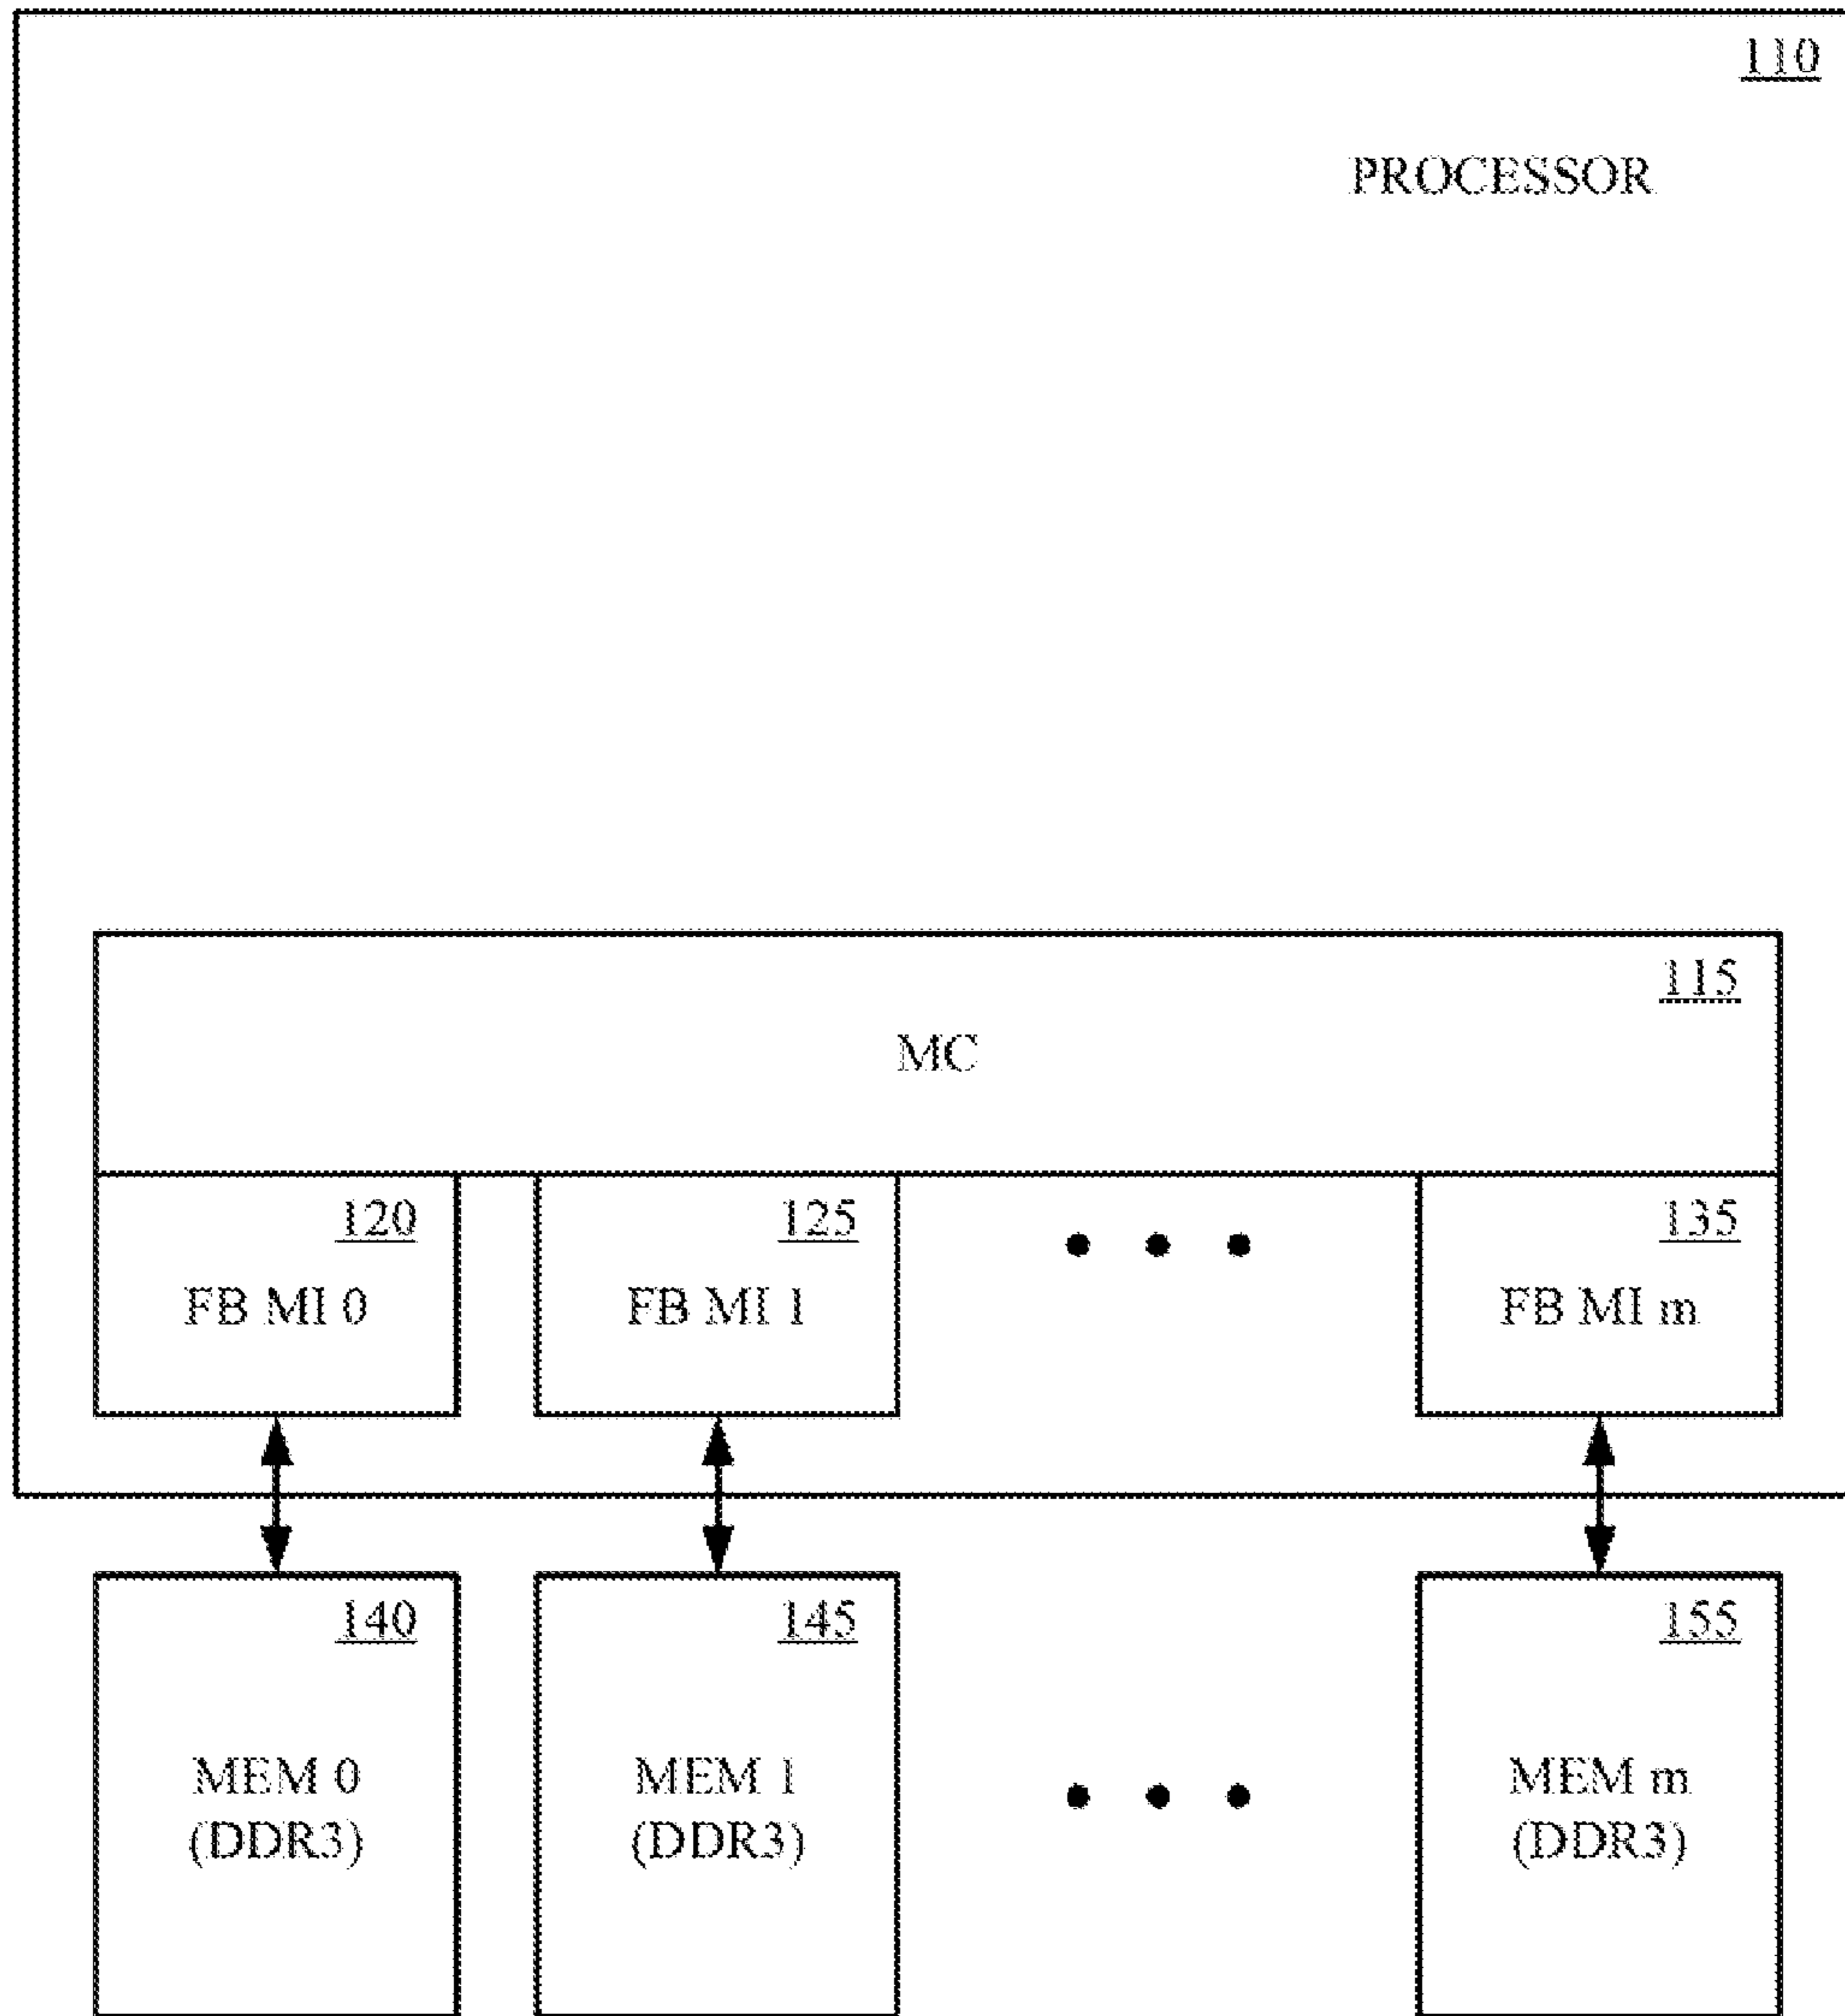 110
PROCESSOR
115
MC
120
FB MI 0
125
FB MI 1
135
FB MI m
140
MEM 0
(DDR3)
145
MEM 1
(DDR3)
155
MEM m
(DDR3)